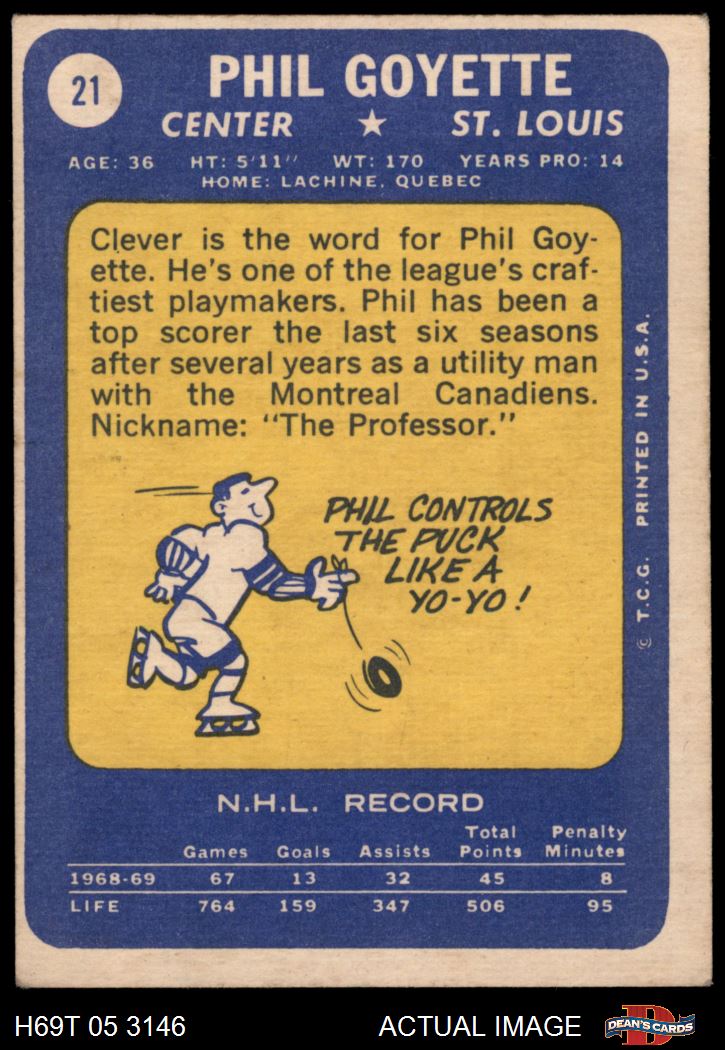 21
PHIL GOYETTE
CENTER ★ ST. LOUIS
AGE: 36 HT: 5'11" WT: 170 YEARS PRO: 14
HOME: LACHINE, QUEBEC
Clever is the word for Phil Goy-
ette. He's one of the league's craf-
tiest playmakers. Phil has been a
top scorer the last six seasons
after several years as a utility man
with the Montreal Canadiens.
Nickname: "The Professor."
PHIL CONTROLS
THE PUCK
LIKE A
YO-YO!
© T.C.G. PRINTED IN U.S.A.
N.H.L. RECORD
Games Goals Assists Total Points Penalty Minutes
1968-69 67 13 32 45 8
LIFE 764 159 347 506 95
H69T 05 3146 ACTUAL IMAGE
D
DEAN'S CARDS